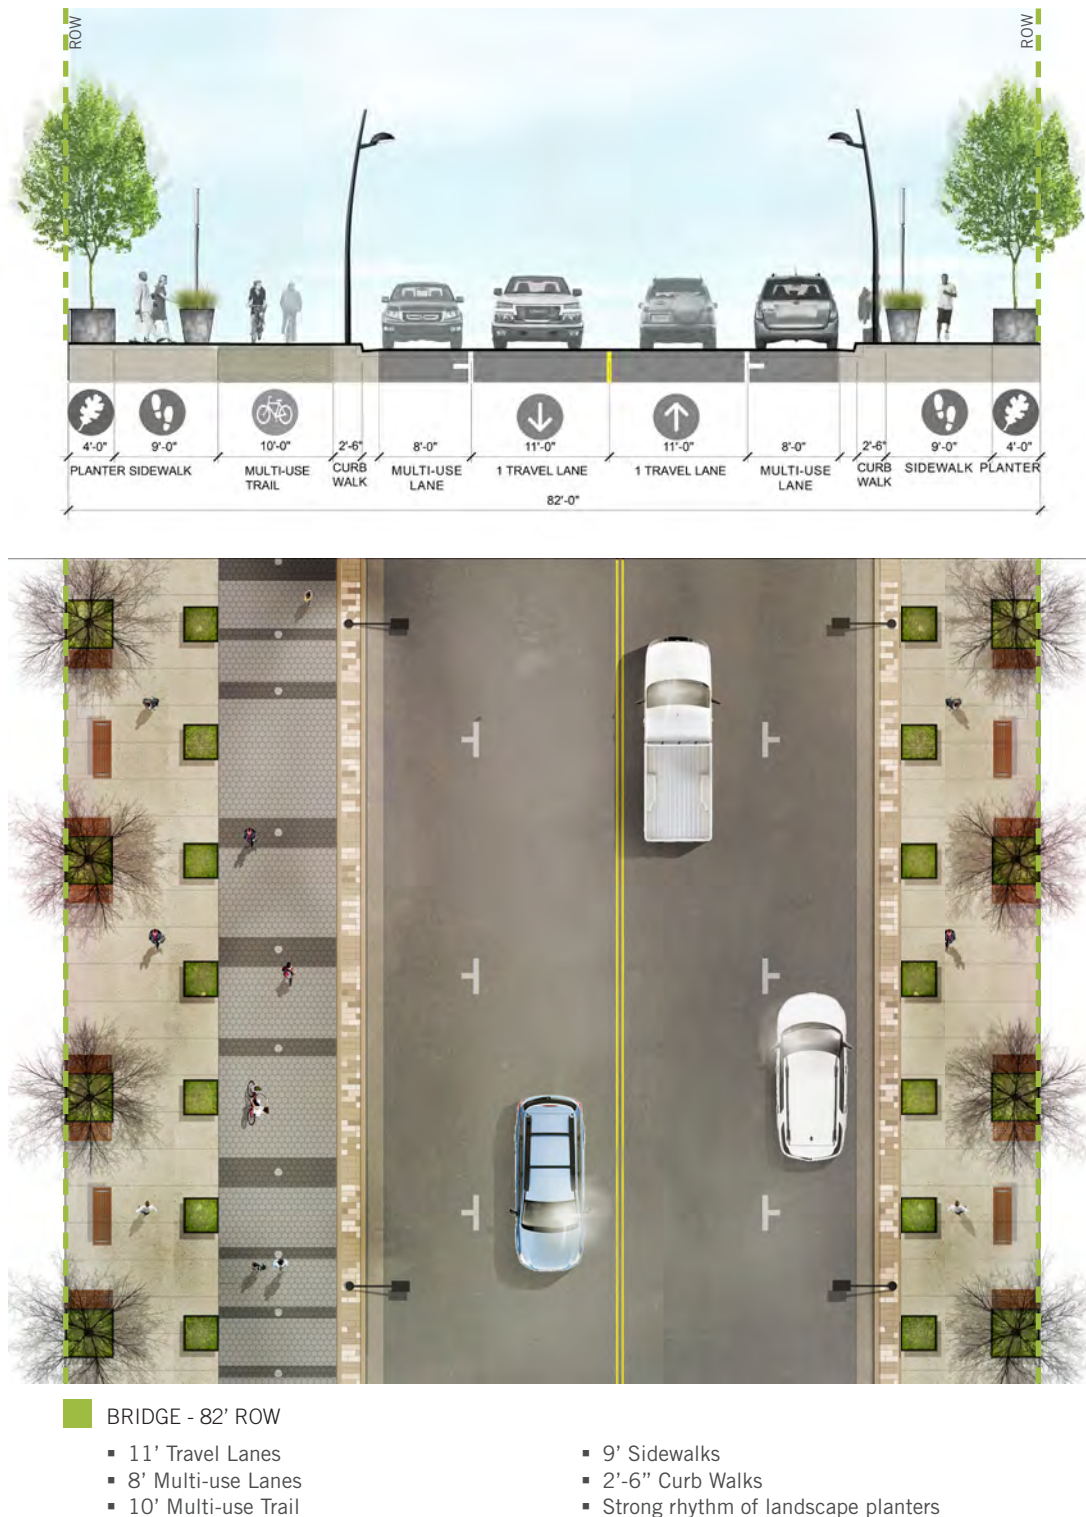 ROW
ROW
4'-0" 9'-0" 10'-0" 2'-6" 8'-0" 11'-0" 11'-0" 8'-0" 2'-6" 9'-0" 4'-0"
PLANTER SIDEWALK MULTI-USE CURB MULTI-USE 1 TRAVEL LANE 1 TRAVEL LANE MULTI-USE CURB SIDEWALK PLANTER
TRAIL WALK LANE LANE WALK
82'-0"
BRIDGE - 82' ROW
▪ 11' Travel Lanes
▪ 8' Multi-use Lanes
▪ 10' Multi-use Trail
▪ 9' Sidewalks
▪ 2'-6" Curb Walks
▪ Strong rhythm of landscape planters